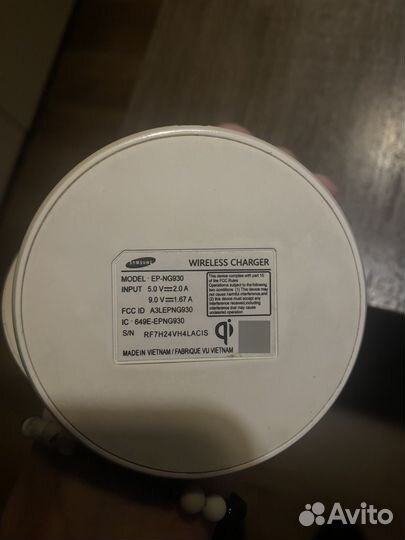 SAMSUNG
WIRELESS CHARGER
MODEL : EP-NG930
INPUT 5.0 V⎓2.0 A
9.0 V⎓1.67 A
FCC ID A3LEPNG930
IC : 649E-EPNG930
S/N RF7H24VH4LACIS
This device complies with part 15
of the FCC Rules
Operation is subject to the following
two conditions: (1) This device may
not cause harmful interference, and
(2) this device must accept any
interference received, including
interference that may cause
undesired operation
qi
MADE IN VIETNAM / FABRIQUE VU VIETNAM
Avito